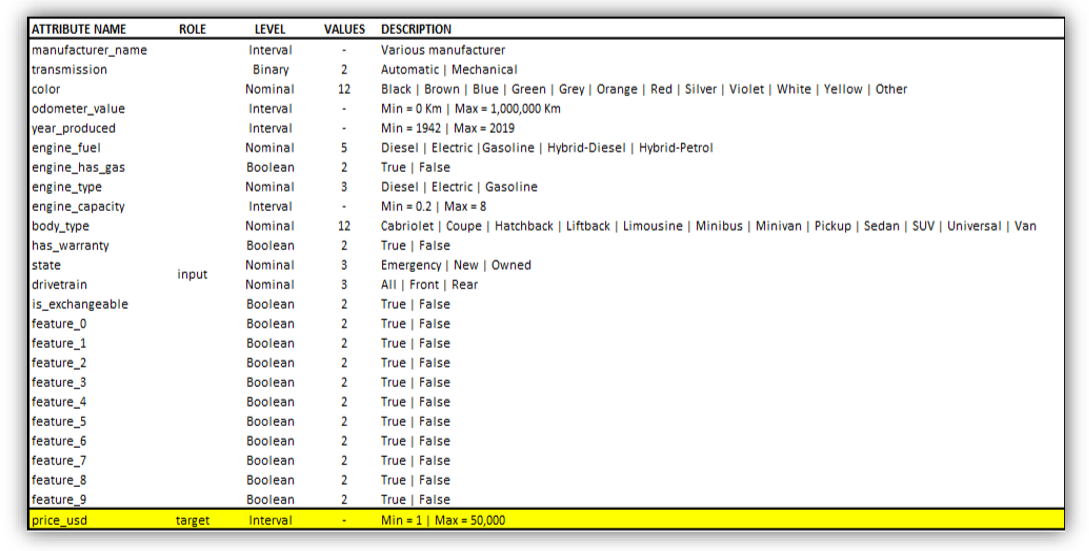 ATTRIBUTE NAME ROLE LEVEL VALUES DESCRIPTION
manufacturer_name Interval - Various manufacturer
transmission Binary 2 Automatic | Mechanical
color Nominal 12 Black | Brown | Blue | Green | Grey | Orange | Red | Silver | Violet | White | Yellow | Other
odometer_value Interval - Min = 0 Km | Max = 1,000,000 Km
year_produced Interval - Min = 1942 | Max = 2019
engine_fuel Nominal 5 Diesel | Electric |Gasoline | Hybrid-Diesel | Hybrid-Petrol
engine_has_gas Boolean 2 True | False
engine_type Nominal 3 Diesel | Electric | Gasoline
engine_capacity Interval - Min = 0.2 | Max = 8
body_type Nominal 12 Cabriolet | Coupe | Hatchback | Liftback | Limousine | Minibus | Minivan | Pickup | Sedan | SUV | Universal | Van
has_warranty Boolean 2 True | False
state Nominal 3 Emergency | New | Owned
input
drivetrain Nominal 3 All | Front | Rear
is_exchangeable Boolean 2 True | False
feature_0 Boolean 2 True | False
feature_1 Boolean 2 True | False
feature_2 Boolean 2 True | False
feature_3 Boolean 2 True | False
feature_4 Boolean 2 True | False
feature_5 Boolean 2 True | False
feature_6 Boolean 2 True | False
feature_7 Boolean 2 True | False
feature_8 Boolean 2 True | False
feature_9 Boolean 2 True | False
price_usd target Interval - Min = 1 | Max = 50,000